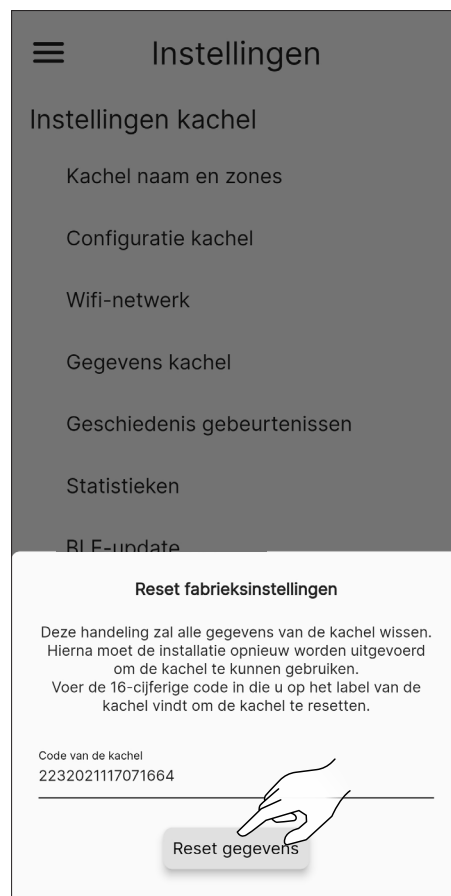 Instellingen
Instellingen kachel
Kachel naam en zones
Configuratie kachel
Wifi-netwerk
Gegevens kachel
Geschiedenis gebeurtenissen
Statistieken
BLE-update
Reset fabrieksinstellingen
Deze handeling zal alle gegevens van de kachel wissen.
Hierna moet de installatie opnieuw worden uitgevoerd
om de kachel te kunnen gebruiken.
Voer de 16-cijferige code in die u op het label van de
kachel vindt om de kachel te resetten.
Code van de kachel
2232021117071664
Reset gegevens